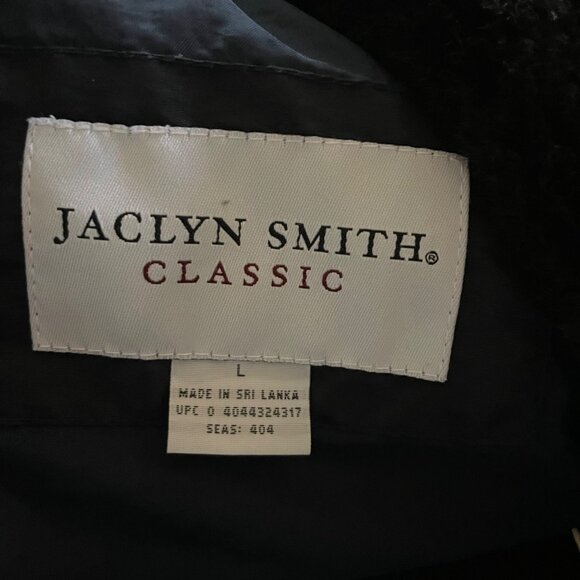 JACLYN SMITH®
CLASSIC
L
MADE IN SRI LANKA
UPC 0 4044324317
SEAS: 404